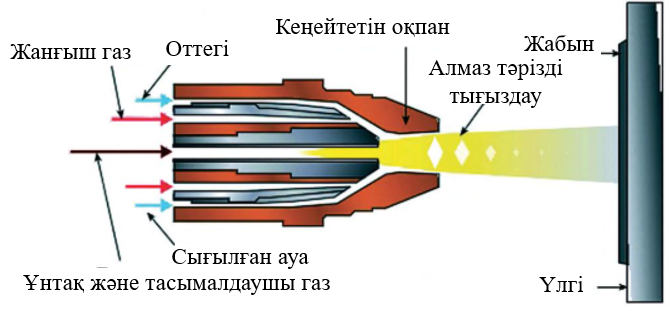 Кеңейтетін оқпан
Жанғыш газ
Оттегі
Жабын
Алмаз тәрізді
тығыздау
Сығылған ауа
Ұнтақ және тасымалдаушы газ
Үлгі